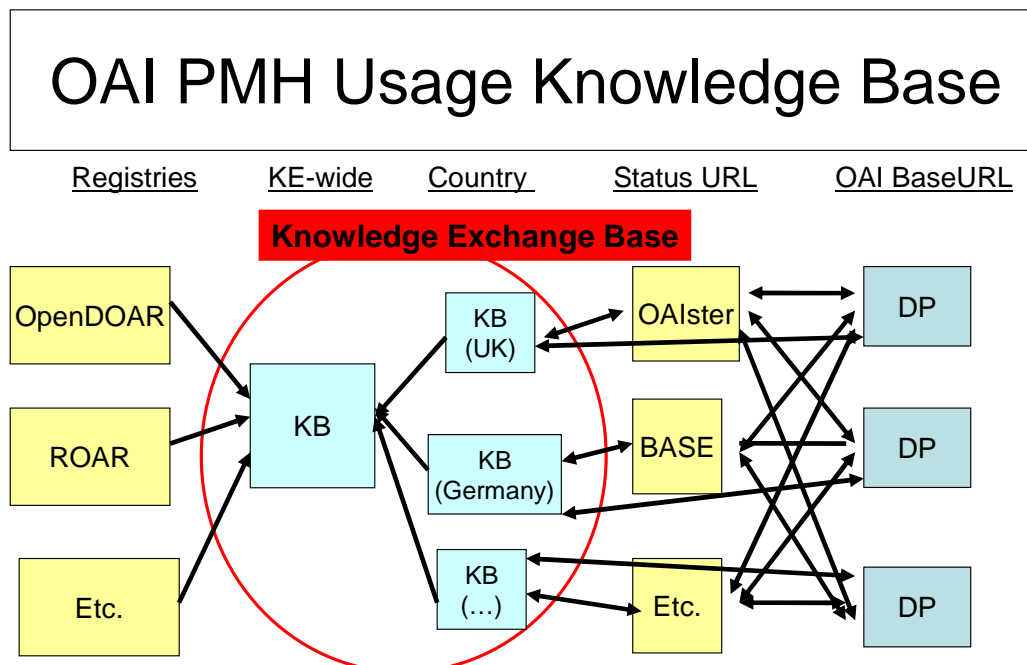 OAI PMH Usage Knowledge Base
Registries
KE-wide
Country
Status URL
OAI BaseURL
Knowledge Exchange Base
OpenDOAR
ROAR
Etc.
KB
KB
(UK)
KB
(Germany)
KB
(…)
OAIster
BASE
Etc.
DP
DP
DP